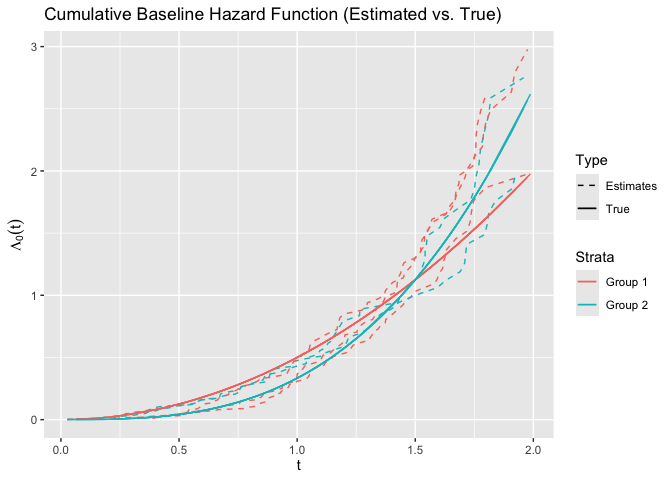 Cumulative Baseline Hazard Function (Estimated vs. True)
3
2
1
0
Λ₀(t)
0.0
0.5
1.0
1.5
2.0
t
Type
Estimates
True
Strata
Group 1
Group 2